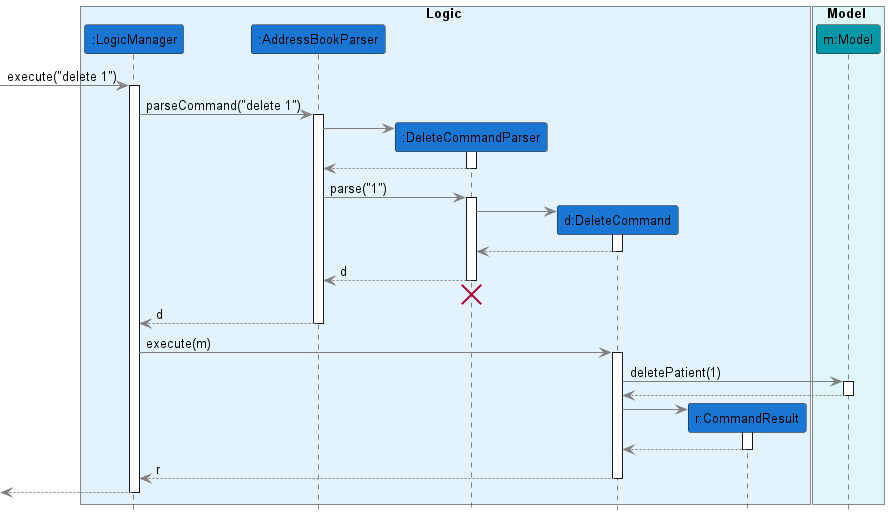 Logic
Model
:LogicManager
:AddressBookParser
m:Model
execute("delete 1")
parseCommand("delete 1")
:DeleteCommandParser
parse("1")
d:DeleteCommand
d
d
execute(m)
deletePatient(1)
r:CommandResult
r